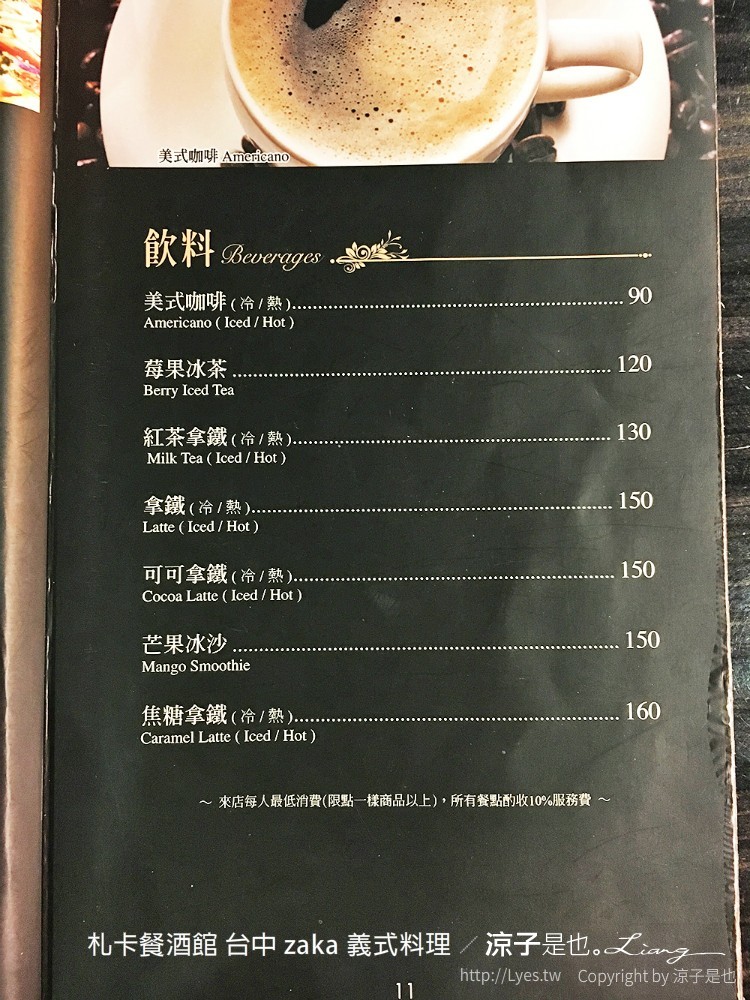 美式咖啡 Americano
飲料 Beverages
美式咖啡 (冷/熱)........................................ 90
Americano ( Iced / Hot )
莓果冰茶........................................ 120
Berry Iced Tea
紅茶拿鐵 (冷/熱)........................................ 130
Milk Tea ( Iced / Hot )
拿鐵 (冷/熱)........................................ 150
Latte ( Iced / Hot )
可可拿鐵 (冷/熱)........................................ 150
Cocoa Latte ( Iced / Hot )
芒果冰沙........................................ 150
Mango Smoothie
焦糖拿鐵 (冷/熱)........................................ 160
Caramel Latte ( Iced / Hot )
～ 來店每人最低消費(限點一樣商品以上)，所有餐點酌收10%服務費 ～
札卡餐酒館 台中 zaka 義式料理 ／ 涼子是也。Liang
http://Lyes.tw Copyright by 涼子是也
11